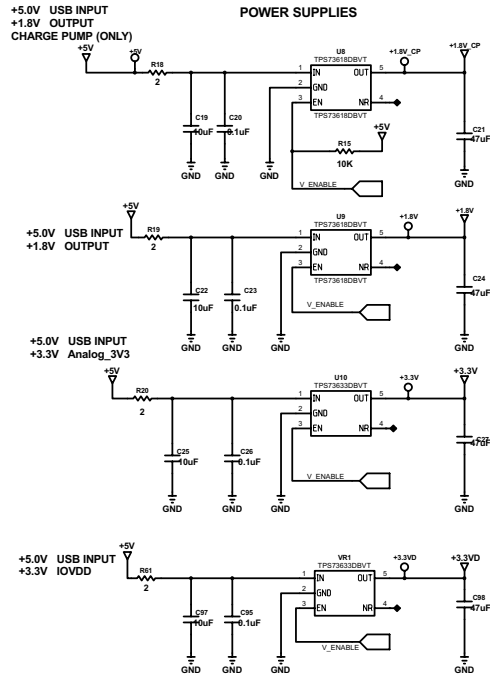 POWER SUPPLIES
+5.0V USB INPUT
+1.8V OUTPUT
CHARGE PUMP (ONLY)
+5V
+5V
R18
2
C19
10uF
C20
0.1uF
GND
GND
GND
U8
TPS73618DBVT
1 IN OUT 5
2 GND
3 EN NR 4
TPS73618DBVT
+1.8V_CP
+1.8V_CP
C21
47uF
GND
+5V
R15
10K
V_ENABLE
+5.0V USB INPUT
+1.8V OUTPUT
+5V
R19
2
C22
10uF
C23
0.1uF
GND
GND
GND
U9
TPS73618DBVT
1 IN OUT 5
2 GND
3 EN NR 4
TPS73618DBVT
+1.8V
+1.8V
C24
47uF
GND
V_ENABLE
+5.0V USB INPUT
+3.3V Analog_3V3
+5V
R20
2
C25
10uF
C26
0.1uF
GND
GND
GND
U10
TPS73633DBVT
1 IN OUT 5
2 GND
3 EN NR 4
+3.3V
+3.3V
C27
47uF
GND
V_ENABLE
+5.0V USB INPUT
+3.3V IOVDD
+5V
R61
2
C97
10uF
C95
0.1uF
GND
GND
GND
VR1
TPS73633DBVT
1 IN OUT 5
2 GND
3 EN NR 4
+3.3VD
+3.3VD
C98
47uF
GND
V_ENABLE